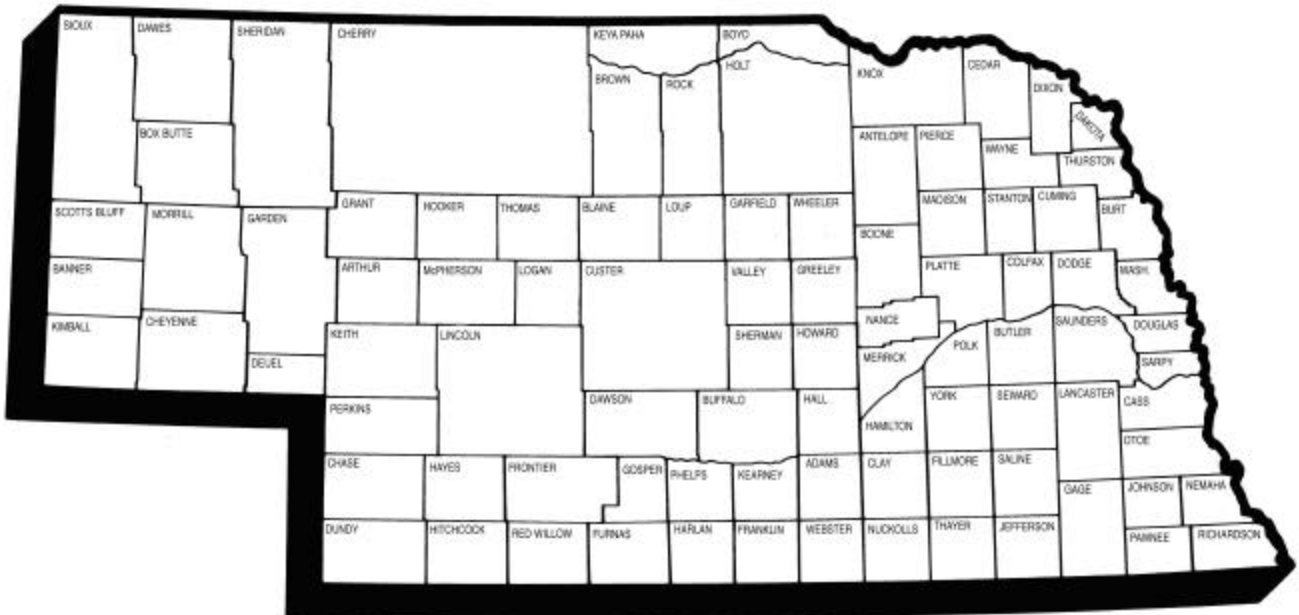 SIOUX
DAWES
SHERIDAN
CHERRY
KEYA PAHA
BOYD
BROWN
ROCK
HOLT
KNOX
CEDAR
DIXON
DAKOTA
BOX BUTTE
ANTELOPE
PIERCE
WAYNE
THURSTON
SCOTTS BLUFF
MORRILL
GARDEN
GRANT
HOOKER
THOMAS
BLAINE
LOUP
GARFIELD
WHEELER
MADISON
STANTON
CUMING
BURT
BOONE
BANNER
ARTHUR
McPHERSON
LOGAN
CUSTER
VALLEY
GREELEY
PLATTE
COLFAX
DODGE
WASH.
KIMBALL
CHEYENNE
DEUEL
KEITH
LINCOLN
SHERMAN
HOWARD
NANCE
MERRICK
POLK
BUTLER
SAUNDERS
DOUGLAS
SARPY
PERKINS
DAWSON
BUFFALO
HALL
HAMILTON
YORK
SEWARD
LANCASTER
CASS
OTOE
CHASE
HAYES
FRONTIER
GOSPER
PHELPS
KEARNEY
ADAMS
CLAY
FILLMORE
SALINE
GAGE
JOHNSON
NEMAHA
DUNDY
HITCHCOCK
RED WILLOW
FURNAS
HARLAN
FRANKLIN
WEBSTER
NUCKOLLS
THAYER
JEFFERSON
PAWNEE
RICHARDSON